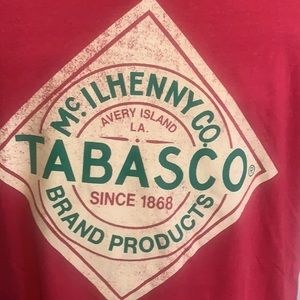 McILHENNY CO.
AVERY ISLAND
LA.
TABASCO®
SINCE 1868
BRAND PRODUCTS